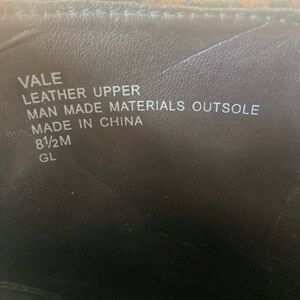 VALE
LEATHER UPPER
MAN MADE MATERIALS OUTSOLE
MADE IN CHINA
8½M
GL